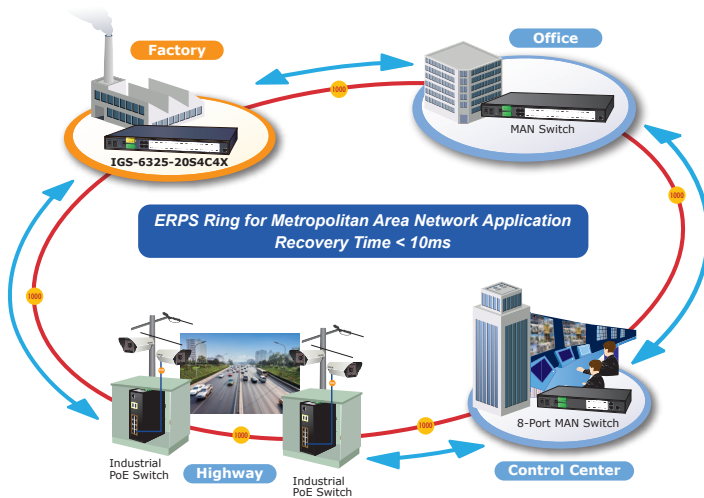 Factory
Office
1000
MAN Switch
IGS-6325-20S4C4X
1000
ERPS Ring for Metropolitan Area Network Application
Recovery Time < 10ms
1000
8-Port MAN Switch
1000
1000
Industrial
PoE Switch
Highway
Industrial
PoE Switch
Control Center